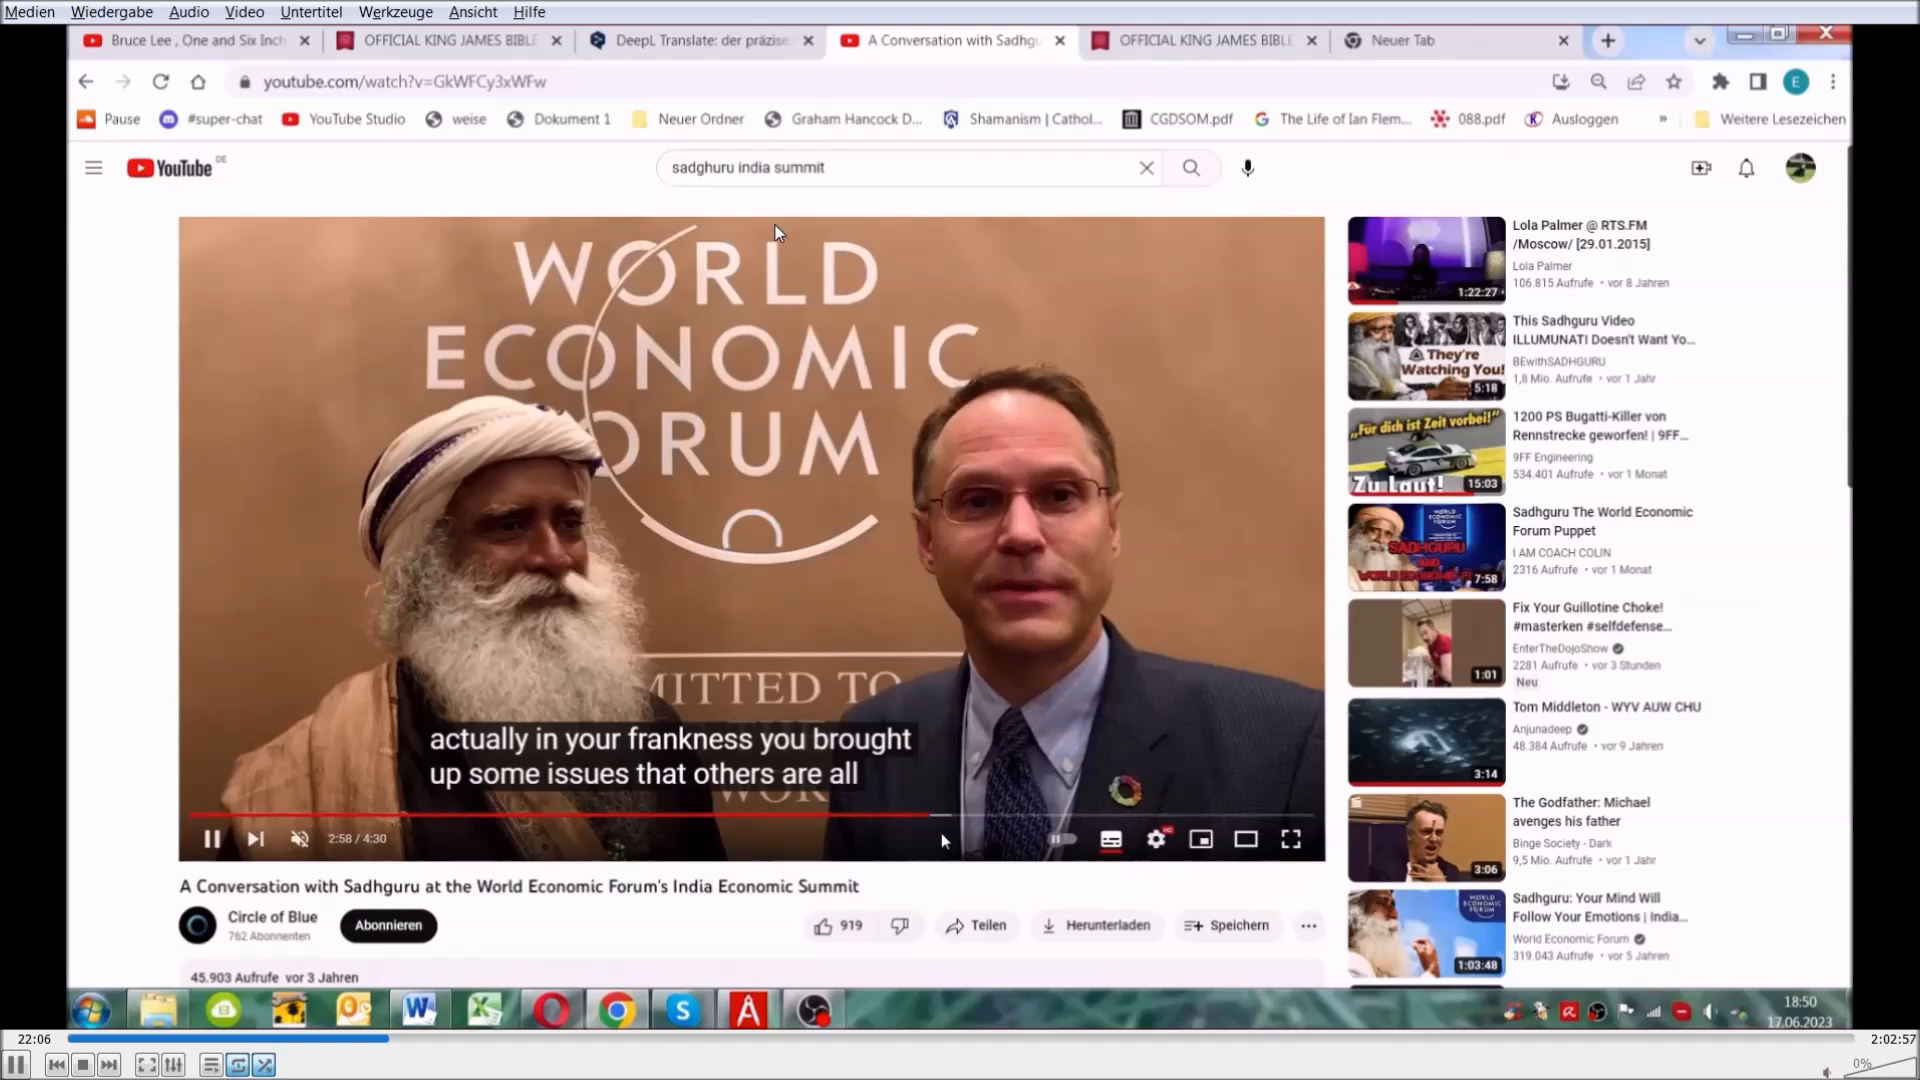 Medien Wiedergabe Audio Video Untertitel Werkzeuge Ansicht Hilfe
Bruce Lee , One and Six Inch
OFFICIAL KING JAMES BIBLE
DeepL Translate: der präzise
A Conversation with Sadhgu
OFFICIAL KING JAMES BIBLE
Neuer Tab
youtube.com/watch?v=GkWFCy3xWFw
E
Pause #super-chat YouTube Studio weise Dokument 1 Neuer Ordner Graham Hancock D... Shamanism | Cathol... CGDSOM.pdf The Life of Ian Flem... 088.pdf Ausloggen » Weitere Lesezeichen
YouTube DE
sadghuru india summit
WORLD
ECONOMIC
FORUM
MITTED TO
WOR
actually in your frankness you brought
up some issues that others are all
2:58 / 4:30
HD
A Conversation with Sadhguru at the World Economic Forum's India Economic Summit
Circle of Blue
762 Abonnenten
Abonnieren
919
Teilen
Herunterladen
Speichern
45.903 Aufrufe vor 3 Jahren
1:22:27
Lola Palmer @ RTS.FM
/Moscow/ [29.01.2015]
Lola Palmer
106.815 Aufrufe • vor 8 Jahren
They're
Watching You!
5:18
This Sadhguru Video
ILLUMUNATI Doesn't Want Yo...
BEwithSADHGURU
1,8 Mio. Aufrufe • vor 1 Jahr
„Für dich ist Zeit vorbei!"
Zu Laut!
15:03
1200 PS Bugatti-Killer von
Rennstrecke geworfen! | 9FF...
9FF Engineering
534.401 Aufrufe • vor 1 Monat
WORLD
ECONOMIC
FORUM
SADHGURU
AND
7:58
Sadhguru The World Economic
Forum Puppet
I AM COACH COLIN
2316 Aufrufe • vor 1 Monat
1:01
Fix Your Guillotine Choke!
#masterken #selfdefense...
EnterTheDojoShow
2281 Aufrufe • vor 3 Stunden
Neu
3:14
Tom Middleton - WYV AUW CHU
Anjunadeep
48.384 Aufrufe • vor 9 Jahren
3:06
The Godfather: Michael
avenges his father
Binge Society - Dark
9,5 Mio. Aufrufe • vor 1 Jahr
WORLD
ECONOMIC
FORUM
1:03:48
Sadhguru: Your Mind Will
Follow Your Emotions | India...
World Economic Forum
319.043 Aufrufe • vor 5 Jahren
18:50
17.06.2023
22:06
2:02:57
0%